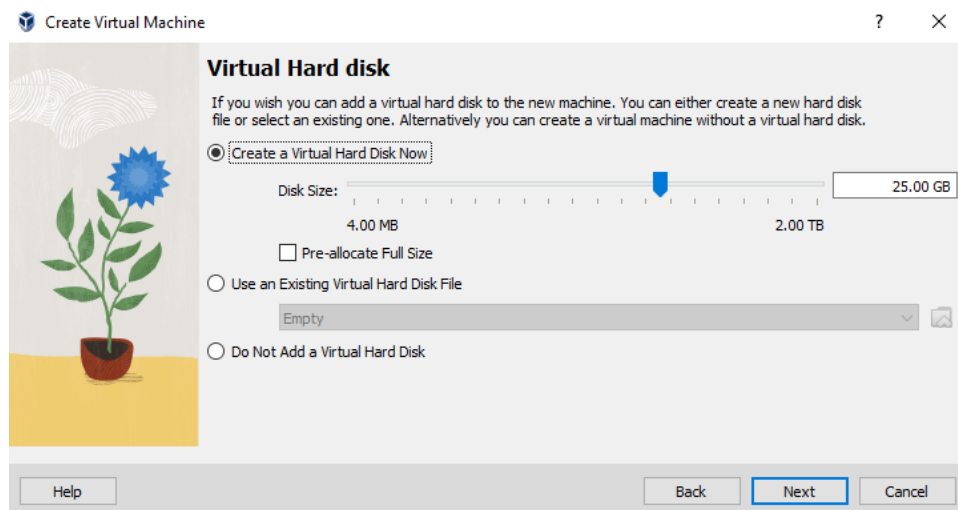 Create Virtual Machine
? ×
Virtual Hard disk
If you wish you can add a virtual hard disk to the new machine. You can either create a new hard disk
file or select an existing one. Alternatively you can create a virtual machine without a virtual hard disk.
Create a Virtual Hard Disk Now
Disk Size: 25.00 GB
4.00 MB 2.00 TB
Pre-allocate Full Size
Use an Existing Virtual Hard Disk File
Empty
Do Not Add a Virtual Hard Disk
Help Back Next Cancel